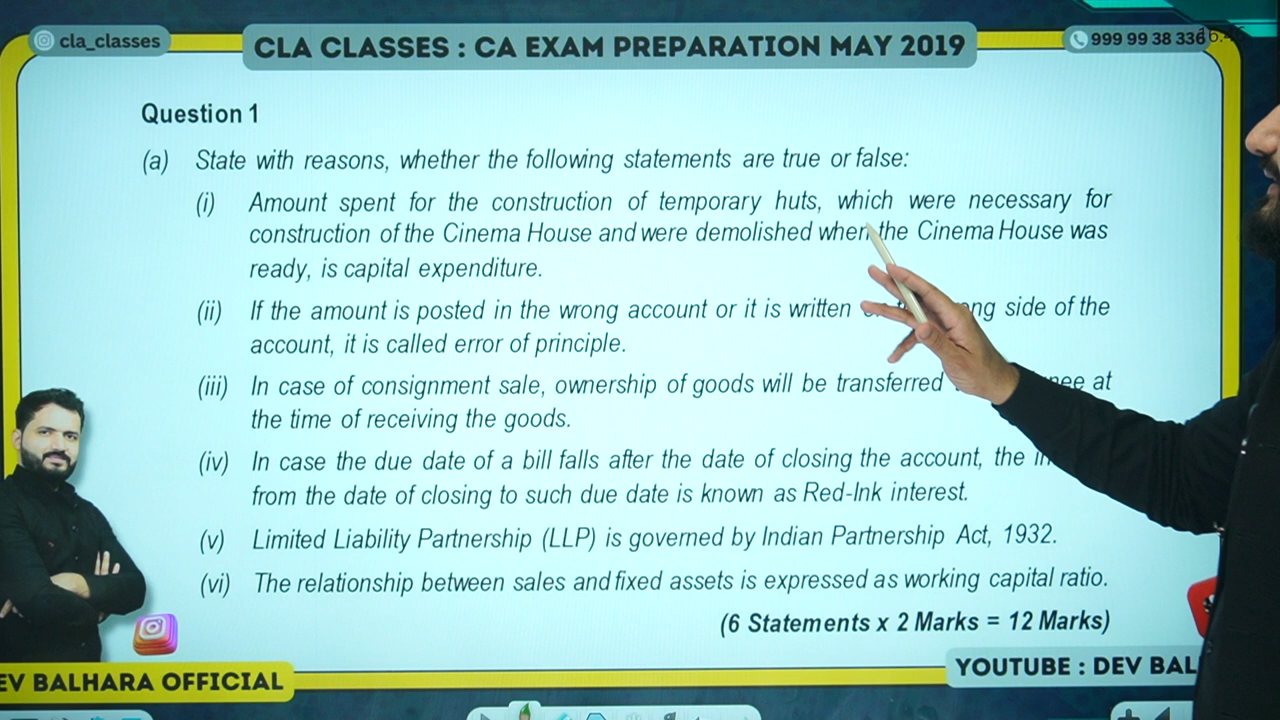 cla_classes
CLA CLASSES : CA EXAM PREPARATION MAY 2019
999 99 38 336
Question 1
(a) State with reasons, whether the following statements are true or false:
(i) Amount spent for the construction of temporary huts, which were necessary for
construction of the Cinema House and were demolished when the Cinema House was
ready, is capital expenditure.
(ii) If the amount is posted in the wrong account or it is written side of the
account, it is called error of principle.
(iii) In case of consignment sale, ownership of goods will be transferred at
the time of receiving the goods.
(iv) In case the due date of a bill falls after the date of closing the account, the
from the date of closing to such due date is known as Red-Ink interest.
(v) Limited Liability Partnership (LLP) is governed by Indian Partnership Act, 1932.
(vi) The relationship between sales and fixed assets is expressed as working capital ratio.
(6 Statements x 2 Marks = 12 Marks)
EV BALHARA OFFICIAL
YOUTUBE : DEV BAL